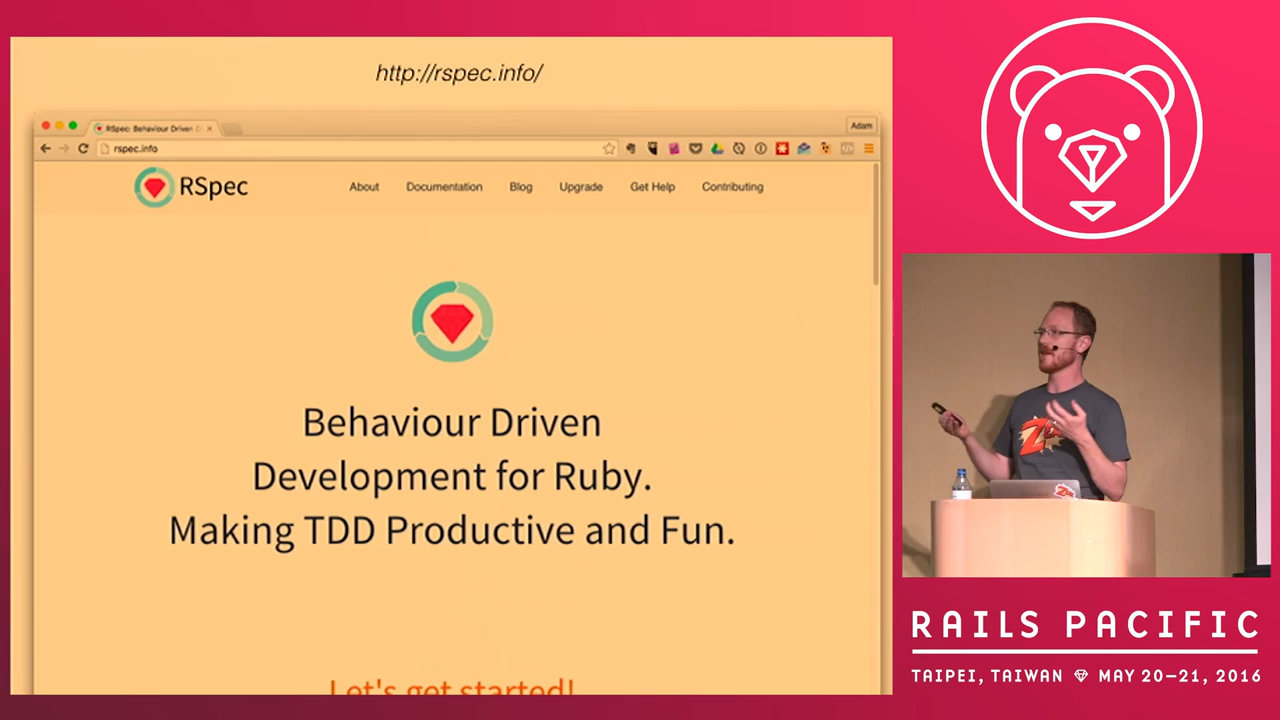 http://rspec.info/
RSpec: Behaviour Driven
Adam
rspec.info
RSpec
About
Documentation
Blog
Upgrade
Get Help
Contributing
Behaviour Driven
Development for Ruby.
Making TDD Productive and Fun.
Let's get started!
RAILS PACIFIC
TAIPEI, TAIWAN MAY 20–21, 2016